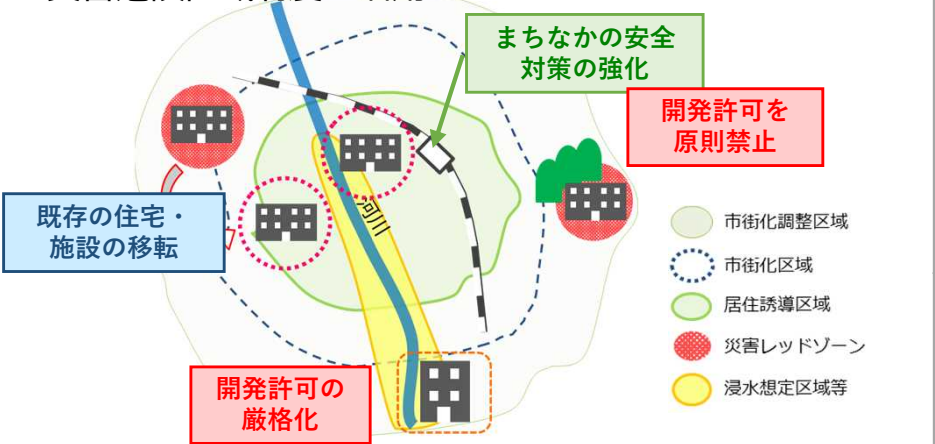 まちなかの安全
対策の強化
開発許可を
原則禁止
既存の住宅・
施設の移転
河川
市街化調整区域
市街化区域
居住誘導区域
災害レッドゾーン
浸水想定区域等
開発許可の
厳格化